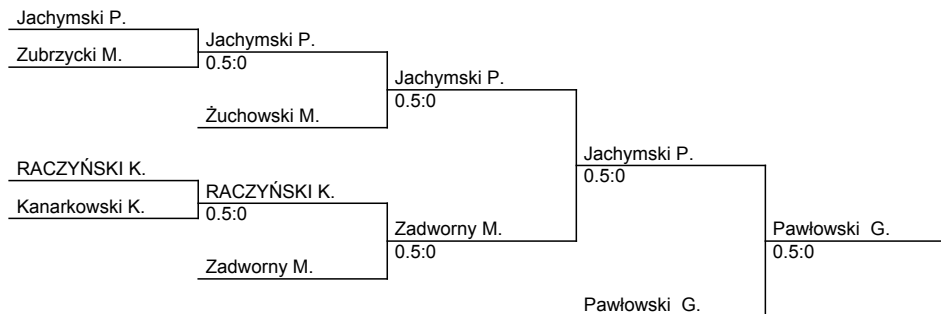 Jachymski P.
Zubrzycki M.
Jachymski P.
0.5:0
Żuchowski M.
Jachymski P.
0.5:0
RACZYŃSKI K.
Kanarkowski K.
RACZYŃSKI K.
0.5:0
Zadworny M.
Zadworny M.
0.5:0
Jachymski P.
0.5:0
Pawłowski  G.
Pawłowski  G.
0.5:0